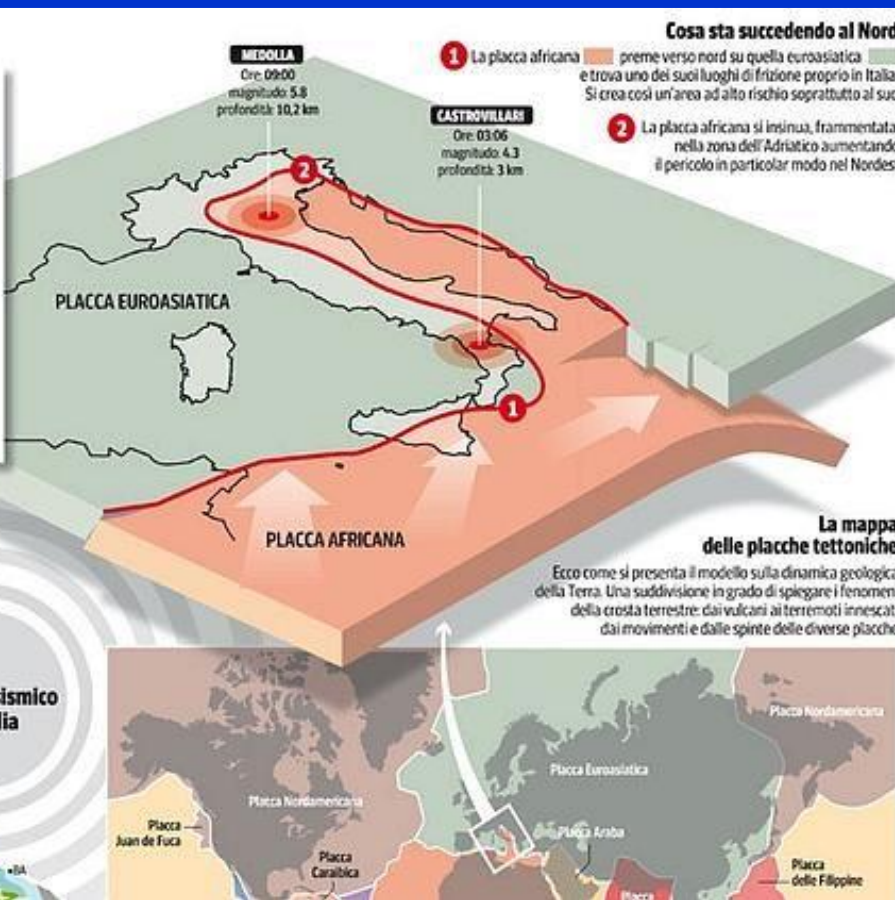 Cosa sta succedendo al Nord
1 La placca africana preme verso nord su quella euroasiatica
e trova uno dei suoi luoghi di frizione proprio in Italia
Si crea così un'area ad alto rischio soprattutto al
2 La placca africana si insinua, frammentata
nella zona dell'Adriatico aumentando
il pericolo in particolar modo nel
MEDOLLA
Ore: 09:00
magnitudo: 5.8
profondità: 10,2 km
CASTROVILLARI
Ore: 03:06
magnitudo: 4.3
profondità: 3 km
2
PLACCA EUROASIATICA
1
PLACCA AFRICANA
La mappa
delle placche tettoniche
Ecco come si presenta il modello sulla dinamica geologica
della Terra. Una suddivisione in grado di spiegare i
della crosta terrestre: dai vulcani ai terremoti
dai movimenti e dalle spinte delle diverse placche
ismico
lia
•BA
Placca Nordamericana
Placca Euroasiatica
Placca Nordamericana
Placca
Juan de Fuca
Placca
Caraibica
Placca Araba
Placca
delle Filippine
Placca